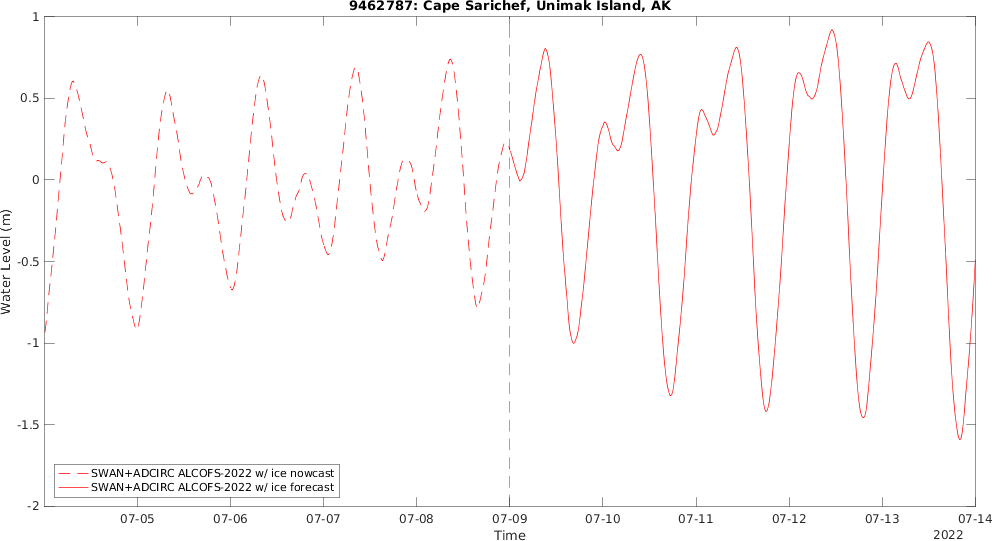 9462787: Cape Sarichef, Unimak Island, AK
1
0.5
0
-0.5
-1
-1.5
-2
Water Level (m)
SWAN+ADCIRC ALCOFS-2022 w/ ice nowcast
SWAN+ADCIRC ALCOFS-2022 w/ ice forecast
07-05 07-06 07-07 07-08 07-09 07-10 07-11 07-12 07-13 07-14
Time
2022